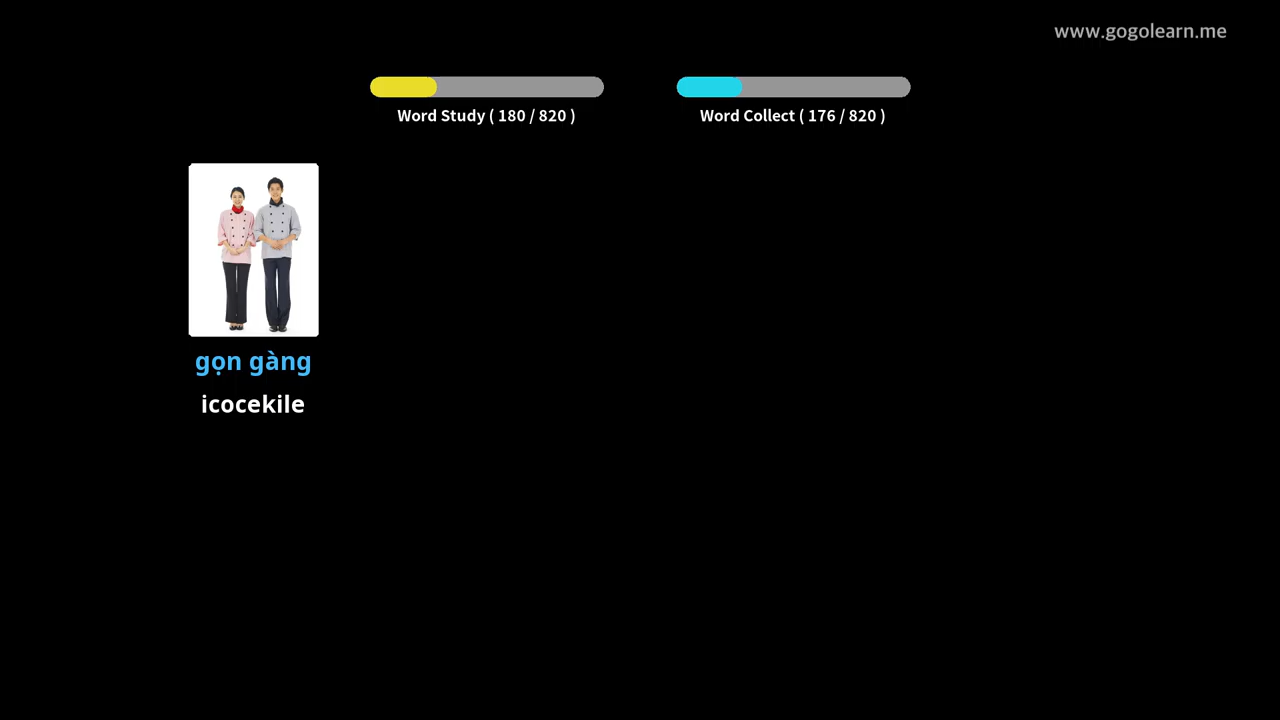 www.gogolearn.me
Word Study ( 180 / 820 )
Word Collect ( 176 / 820 )
gọn gàng
icocekile